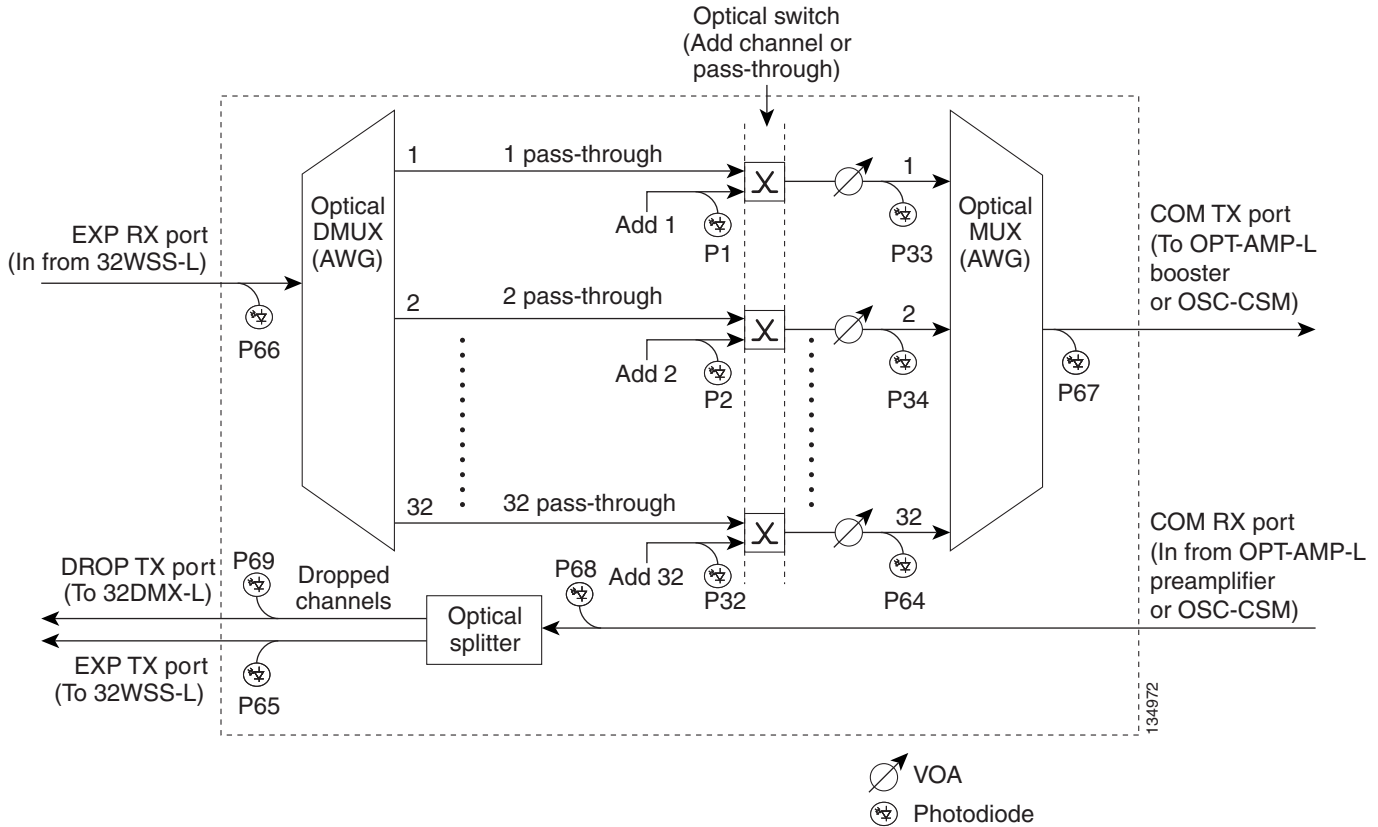 Optical switch
(Add channel or
pass-through)
EXP RX port
(In from 32WSS-L)
P66
Optical
DMUX
(AWG)
1
1 pass-through
Add 1
P1
1
P33
2
2 pass-through
Add 2
P2
2
P34
32
32 pass-through
Add 32
P32
32
P64
Optical
MUX
(AWG)
P67
COM TX port
(To OPT-AMP-L
booster
or OSC-CSM)
COM RX port
(In from OPT-AMP-L
preamplifier
or OSC-CSM)
P68
Optical
splitter
Dropped
channels
P69
DROP TX port
(To 32DMX-L)
EXP TX port
(To 32WSS-L)
P65
134972
VOA
Photodiode